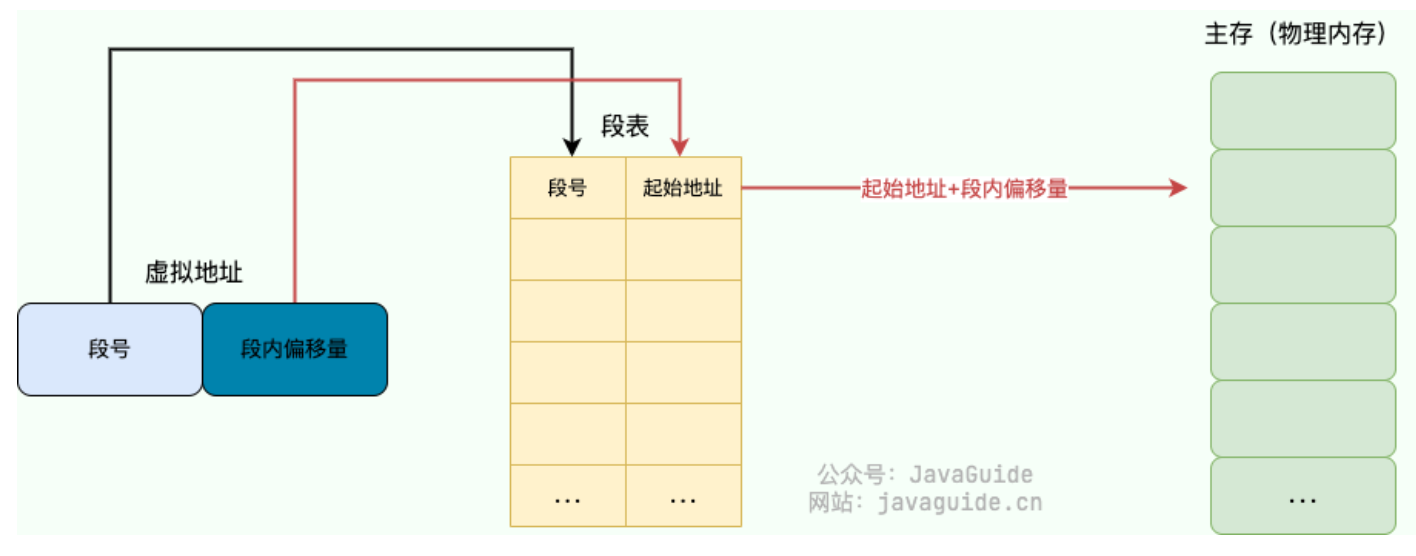 主存（物理内存）
段表
段号
起始地址
起始地址+段内偏移量
虚拟地址
段号
段内偏移量
...
...
...
公众号：JavaGuide
网站：javaguide.cn